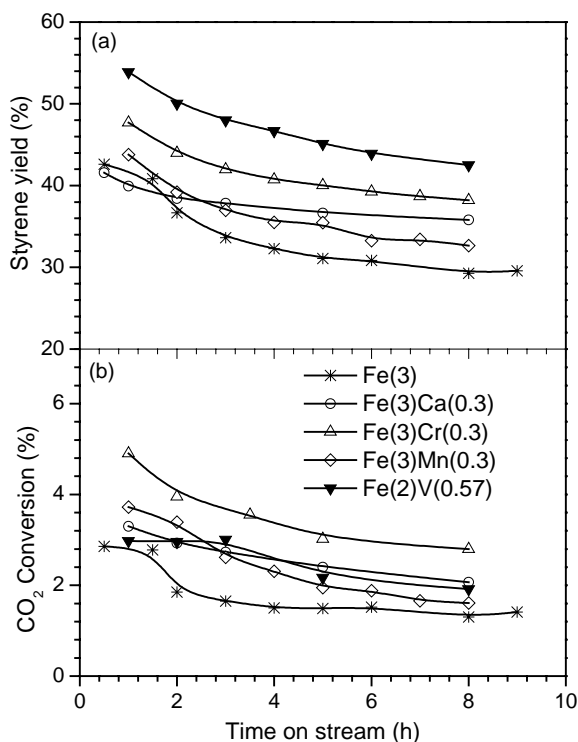 60
(a)
50
40
30
20
Styrene yield (%)
(b)
Fe(3)
Fe(3)Ca(0.3)
Fe(3)Cr(0.3)
Fe(3)Mn(0.3)
Fe(2)V(0.57)
6
4
2
0
CO₂ Conversion (%)
0 2 4 6 8 10
Time on stream (h)